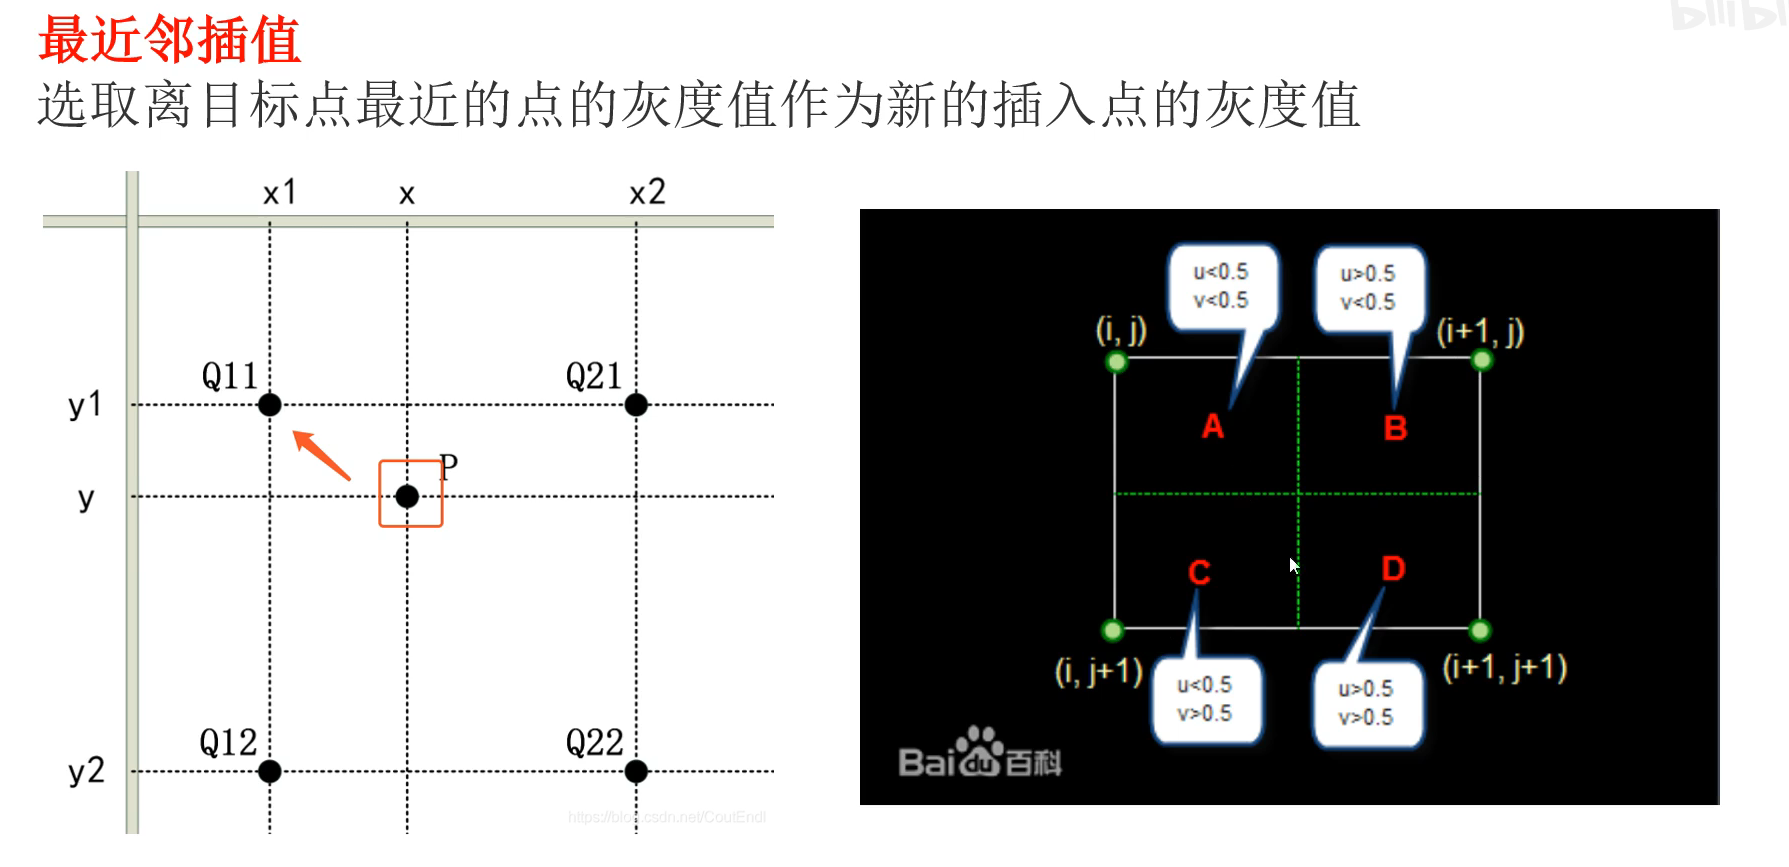 最近邻插值
选取离目标点最近的点的灰度值作为新的插入点的灰度值
x1 x x2
Q11 Q21
y1
P
y
Q12 Q22
y2
https://blog.csdn.net/CoutEndl
u<0.5
v<0.5
u>0.5
v<0.5
(i, j) (i+1, j)
A B
C D
(i, j+1) (i+1, j+1)
u<0.5
v>0.5
u>0.5
v>0.5
Bai du 百科
bilibili